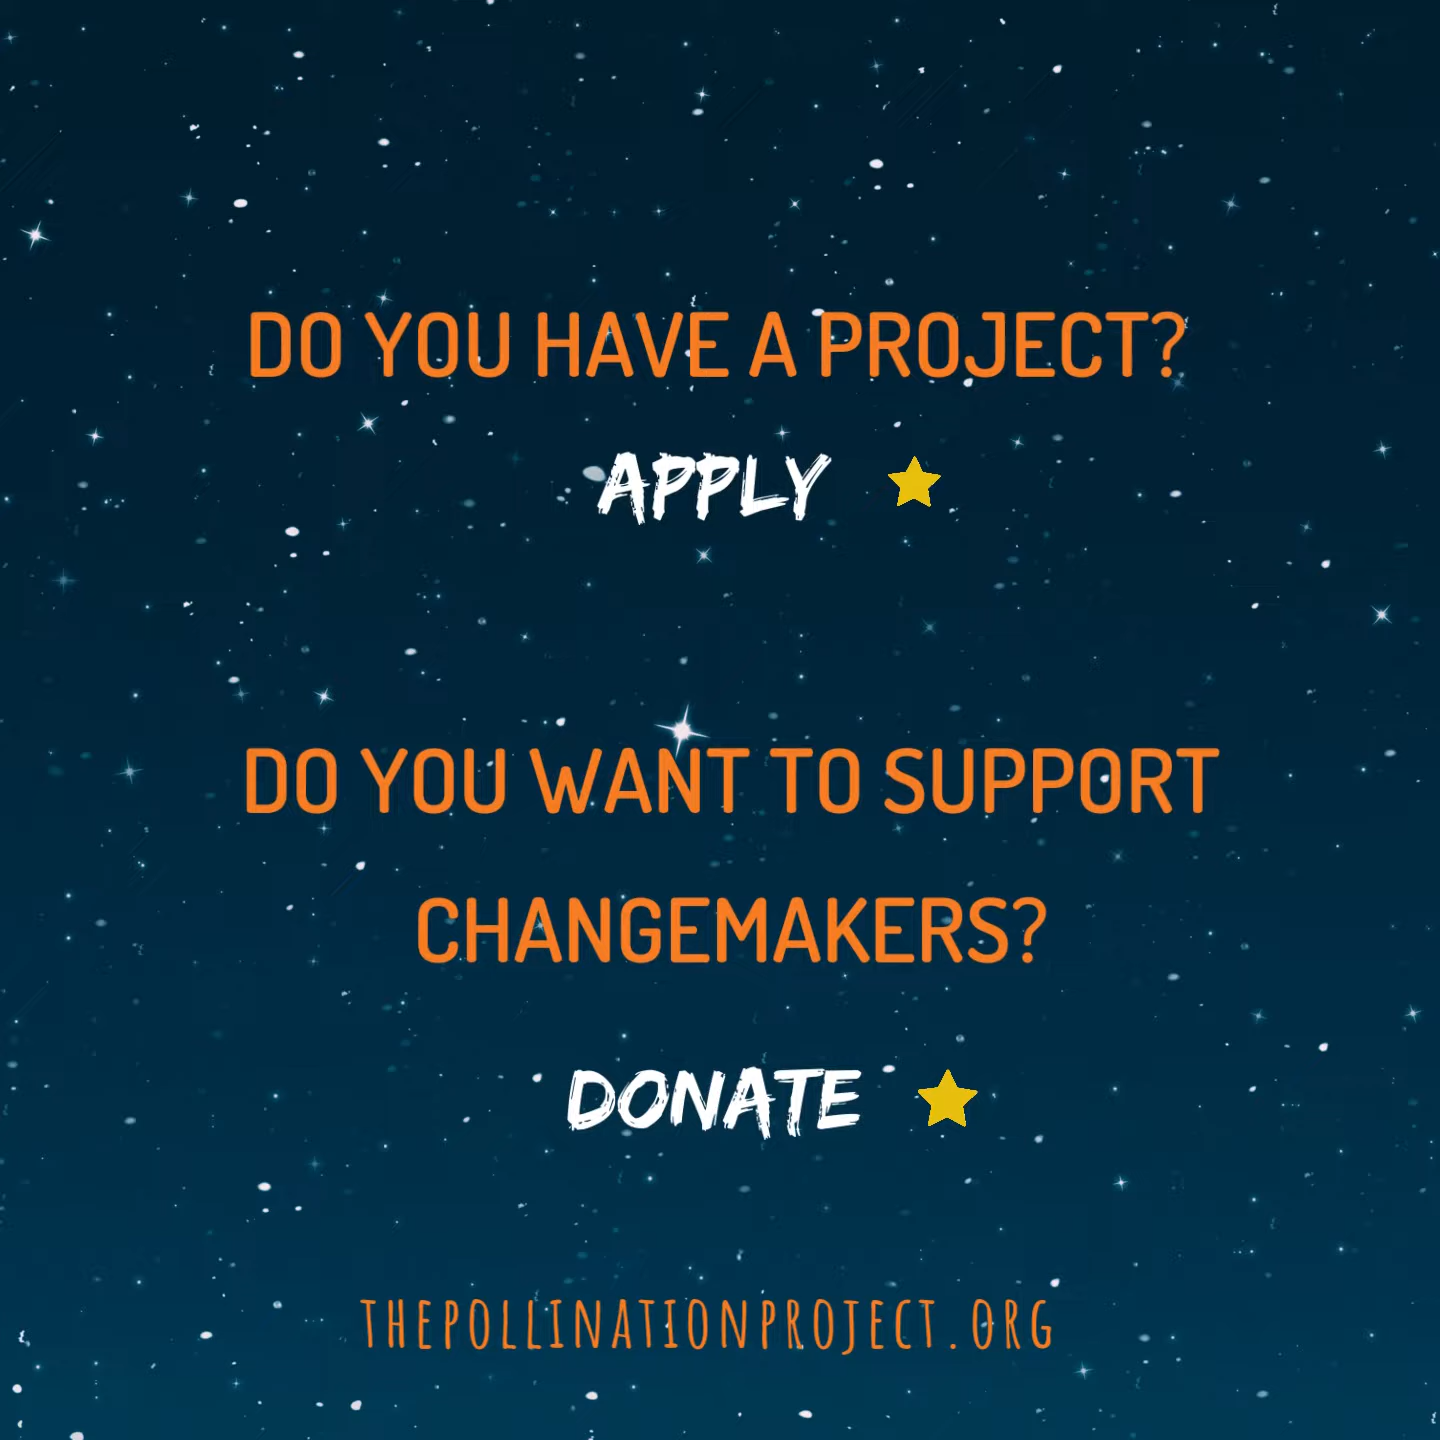 DO YOU HAVE A PROJECT?
APPLY
DO YOU WANT TO SUPPORT
CHANGEMAKERS?
DONATE
THEPOLLINATIONPROJECT.ORG